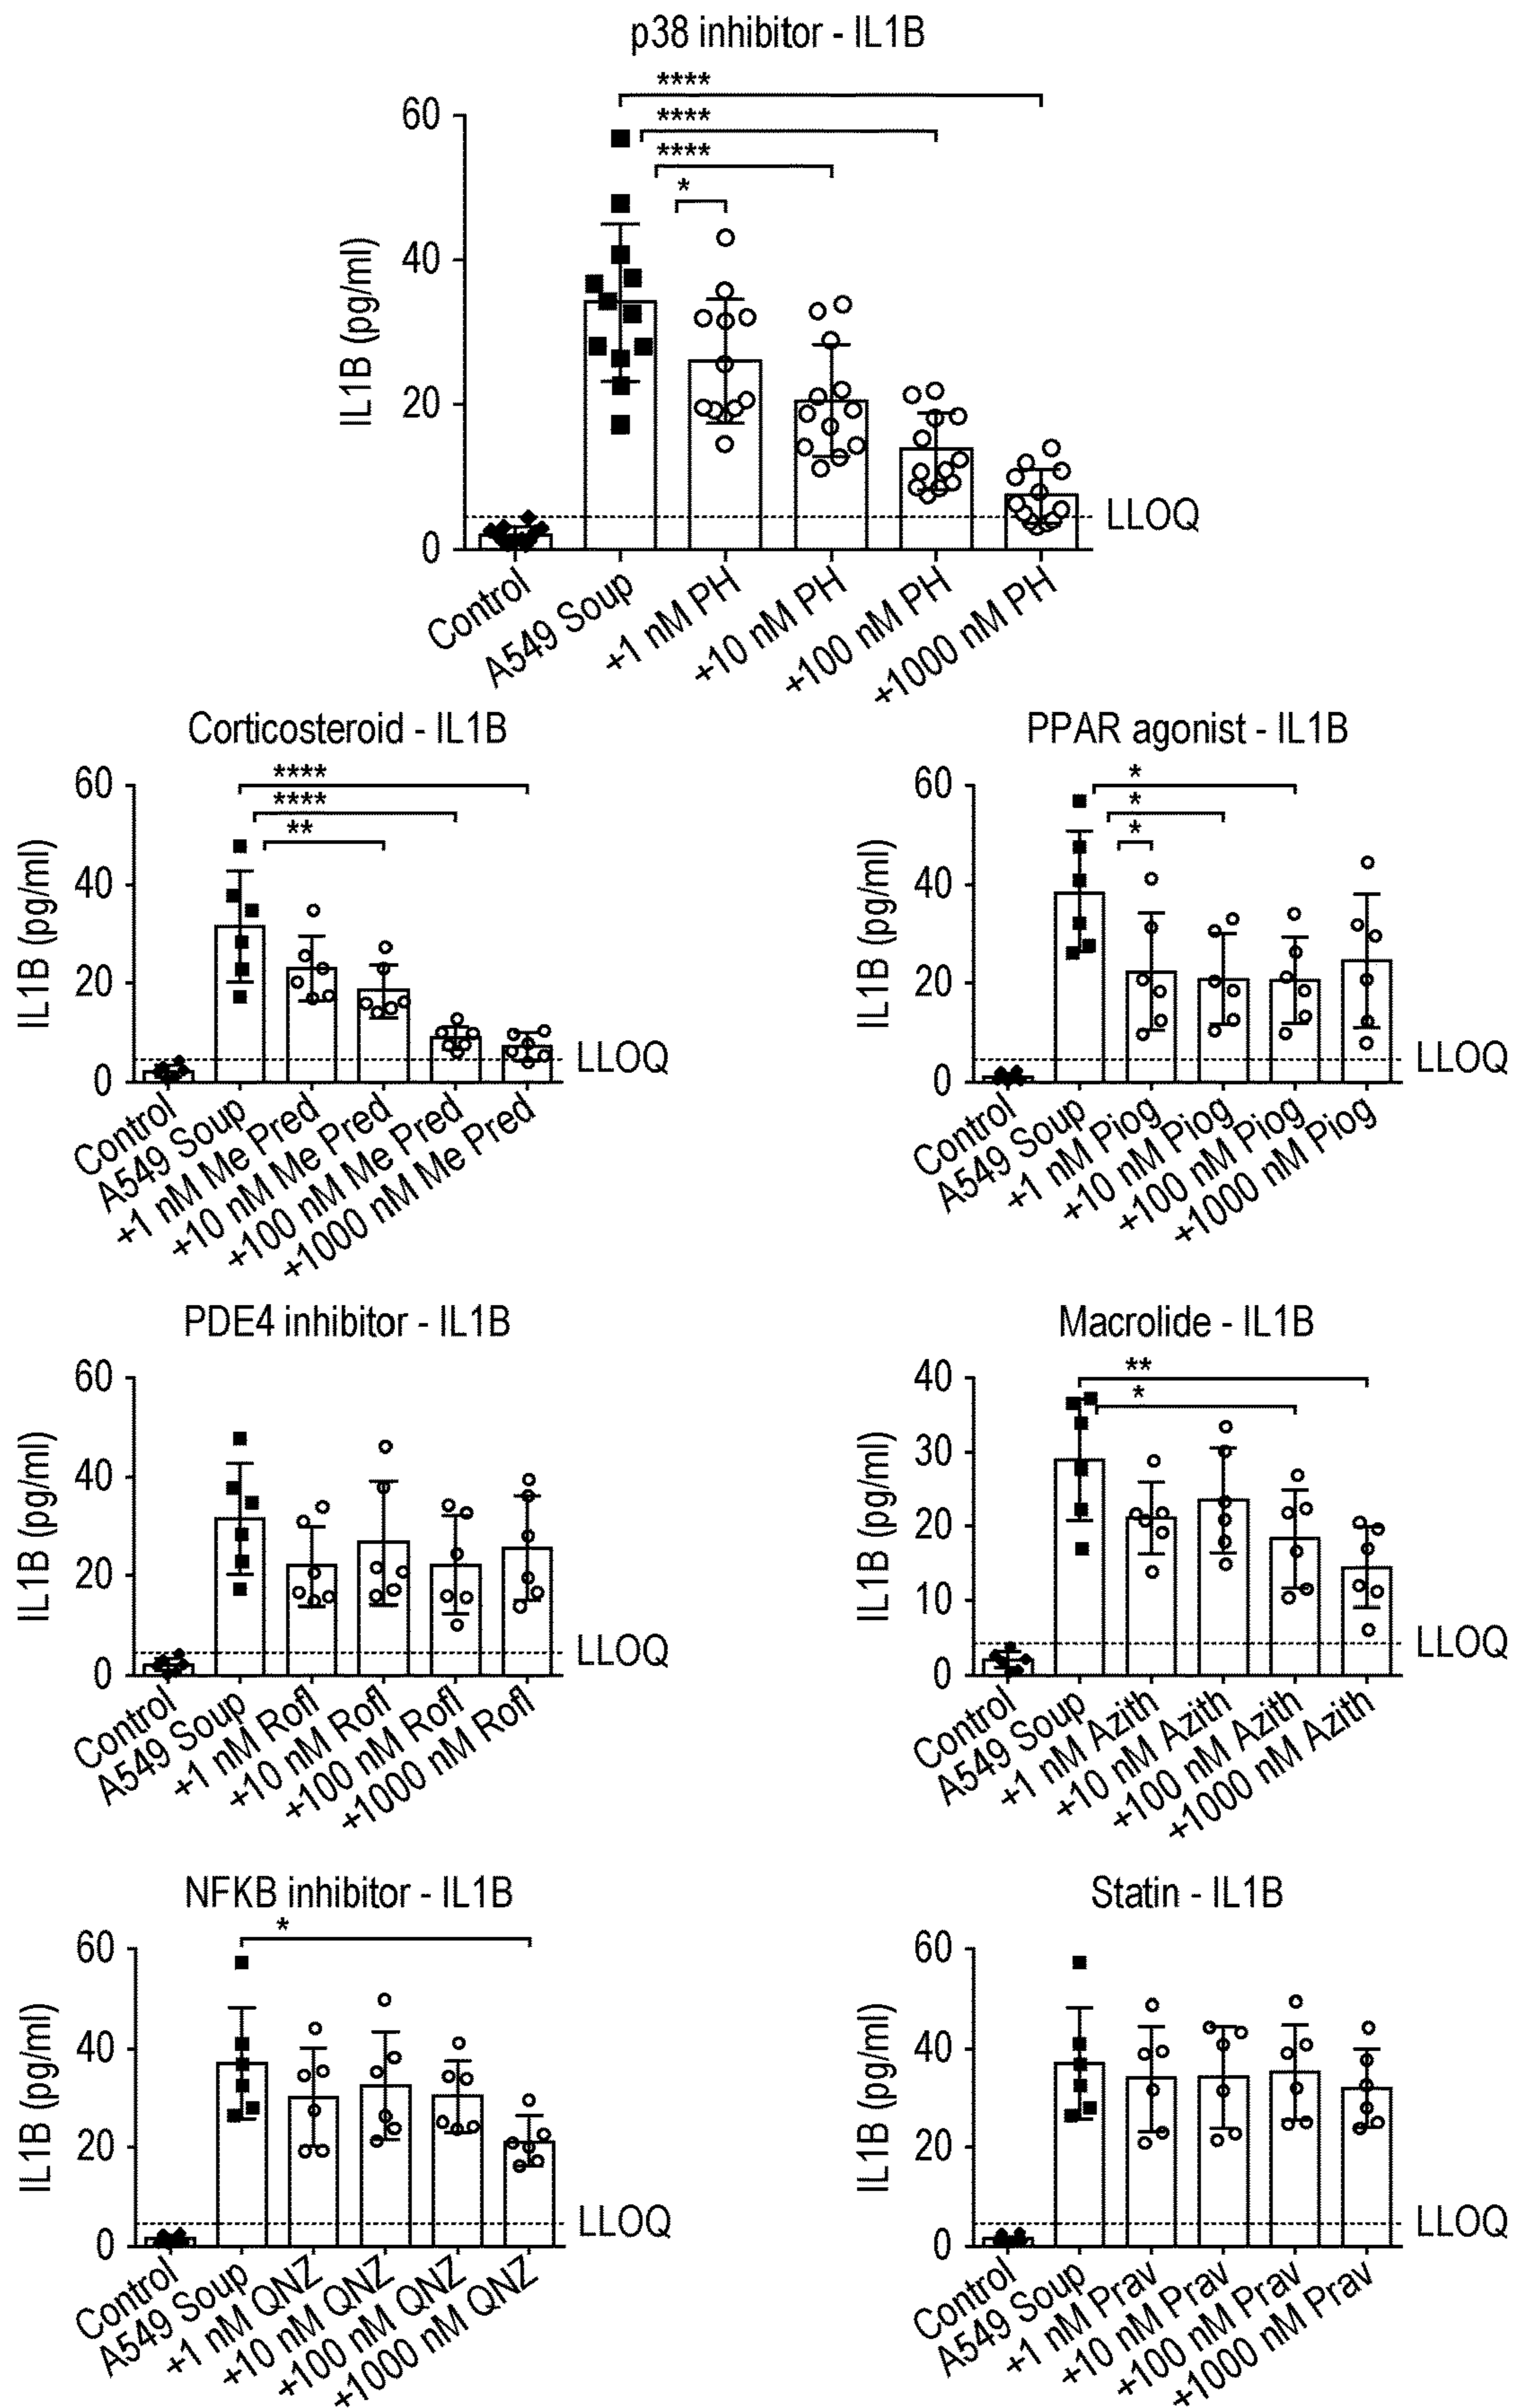 p38 inhibitor - IL1B
****
****
****
*
IL1B (pg/ml)
60
40
20
0
LLOQ
Control
A549 Soup
+1 nM PH
+10 nM PH
+100 nM PH
+1000 nM PH
Corticosteroid - IL1B
****
****
**
IL1B (pg/ml)
60
40
20
0
LLOQ
Control
A549 Soup
+1 nM Me Pred
+10 nM Me Pred
+100 nM Me Pred
+1000 nM Me Pred
PPAR agonist - IL1B
*
*
*
IL1B (pg/ml)
60
40
20
0
LLOQ
Control
A549 Soup
+1 nM Piog
+10 nM Piog
+100 nM Piog
+1000 nM Piog
PDE4 inhibitor - IL1B
IL1B (pg/ml)
60
40
20
0
LLOQ
Control
A549 Soup
+1 nM Rofl
+10 nM Rofl
+100 nM Rofl
+1000 nM Rofl
Macrolide - IL1B
**
*
IL1B (pg/ml)
40
30
20
10
0
LLOQ
Control
A549 Soup
+1 nM Azith
+10 nM Azith
+100 nM Azith
+1000 nM Azith
NFKB inhibitor - IL1B
*
IL1B (pg/ml)
60
40
20
0
LLOQ
Control
A549 Soup
+1 nM QNZ
+10 nM QNZ
+100 nM QNZ
+1000 nM QNZ
Statin - IL1B
IL1B (pg/ml)
60
40
20
0
LLOQ
Control
A549 Soup
+1 nM Prav
+10 nM Prav
+100 nM Prav
+1000 nM Prav